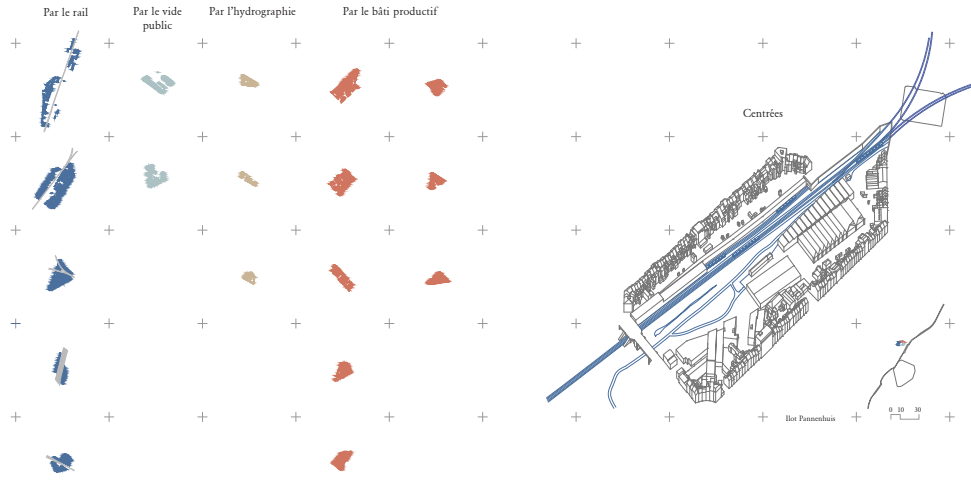 Par le rail
Par le vide
public
Par l'hydrographie
Par le bâti productif
Centrées
Ilot Pannenhuis
0 10 30